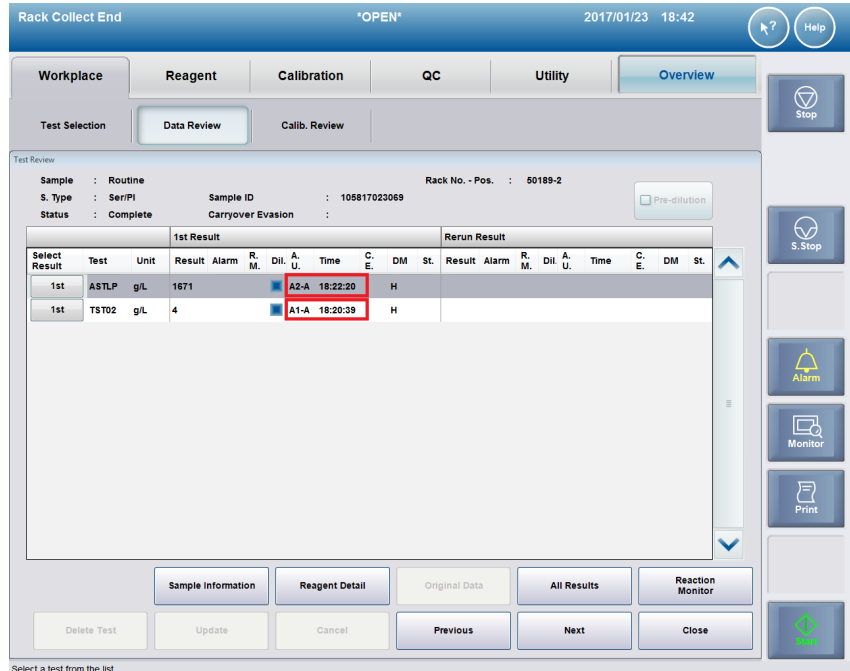 Rack Collect End *OPEN* 2017/01/23 18:42 ? Help
Workplace Reagent Calibration QC Utility Overview
Stop
Test Selection Data Review Calib. Review
Test Review
Sample : Routine Rack No. - Pos. : 50189-2
S. Type : Ser/Pl Sample ID : 105817023069 Pre-dilution
Status : Complete Carryover Evasion :
S.Stop
1st Result Rerun Result
Select Result Test Unit Result Alarm R. M. Dil. A. U. Time C. E. DM St. Result Alarm R. M. Dil. A. U. Time C. E. DM St.
1st ASTLP g/L 1671 A2-A 18:22:20 H
1st TST02 g/L 4 A1-A 18:20:39 H
Alarm
Monitor
Print
Sample Information Reagent Detail Original Data All Results Reaction Monitor
Delete Test Update Cancel Previous Next Close
Start
Select a test from the list